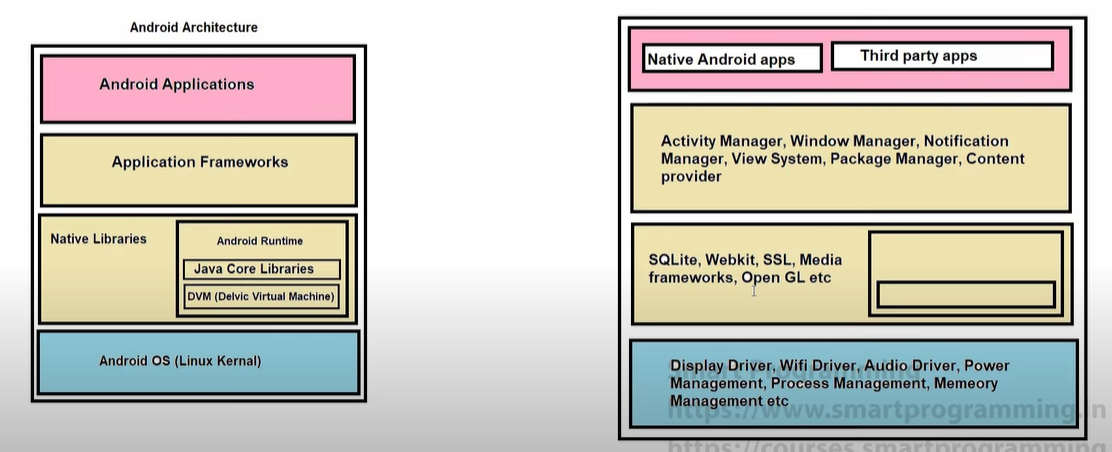 Android Architecture
Android Applications
Application Frameworks
Native Libraries
Android Runtime
Java Core Libraries
DVM (Delvic Virtual Machine)
Android OS (Linux Kernal)
Native Android apps
Third party apps
Activity Manager, Window Manager, Notification
Manager, View System, Package Manager, Content
provider
SQLite, Webkit, SSL, Media
frameworks, Open GL etc
Display Driver, Wifi Driver, Audio Driver, Power
Management, Process Management, Memeory
Management etc
Smart Programming
https://www.smartprogramming.in
https://courses.smartprogramming